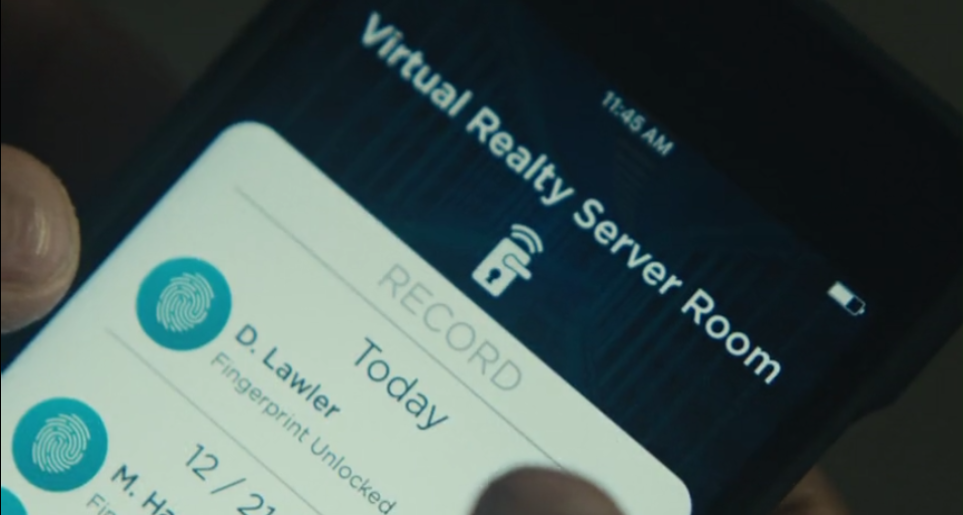 11:45 AM
Virtual Realty Server Room
RECORD
Today
D. Lawler
Fingerprint Unlocked
12 / 21
M.